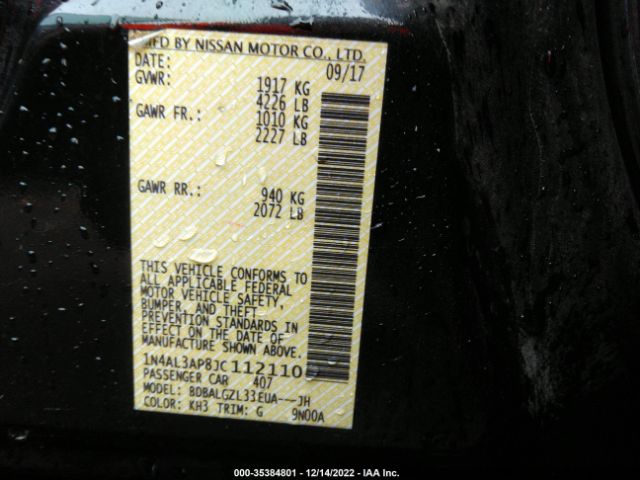 MFD BY NISSAN MOTOR CO., LTD.
DATE: 09/17
GVWR: 1917 KG
4226 LB
GAWR FR.: 1010 KG
2227 LB
GAWR RR.: 940 KG
2072 LB
THIS VEHICLE CONFORMS TO
ALL APPLICABLE FEDERAL
MOTOR VEHICLE SAFETY,
BUMPER, AND THEFT
PREVENTION STANDARDS IN
EFFECT ON THE DATE OF
MANUFACTURE SHOWN ABOVE.
1N4AL3AP8JC112110
PASSENGER CAR 407
MODEL: BDBALGZL33EUA---JH
COLOR: KH3 TRIM: G 9N00A
000-35384801 - 12/14/2022 - IAA Inc.